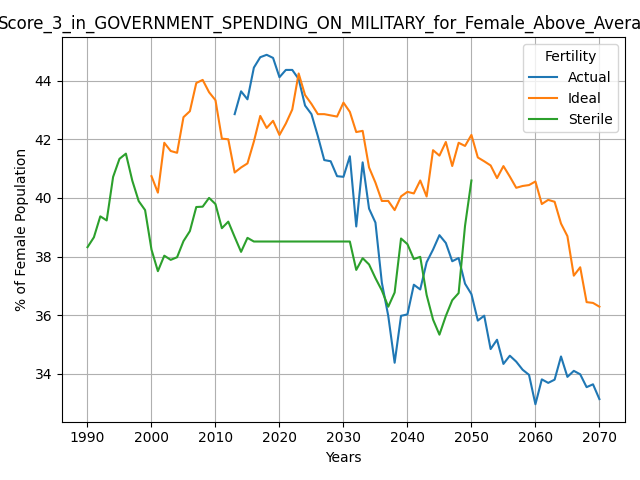 Score_3_in_GOVERNMENT_SPENDING_ON_MILITARY_for_Female_Above_Avera
Fertility
Actual
Ideal
Sterile
% of Female Population
44
42
40
38
36
34
1990 2000 2010 2020 2030 2040 2050 2060 2070
Years